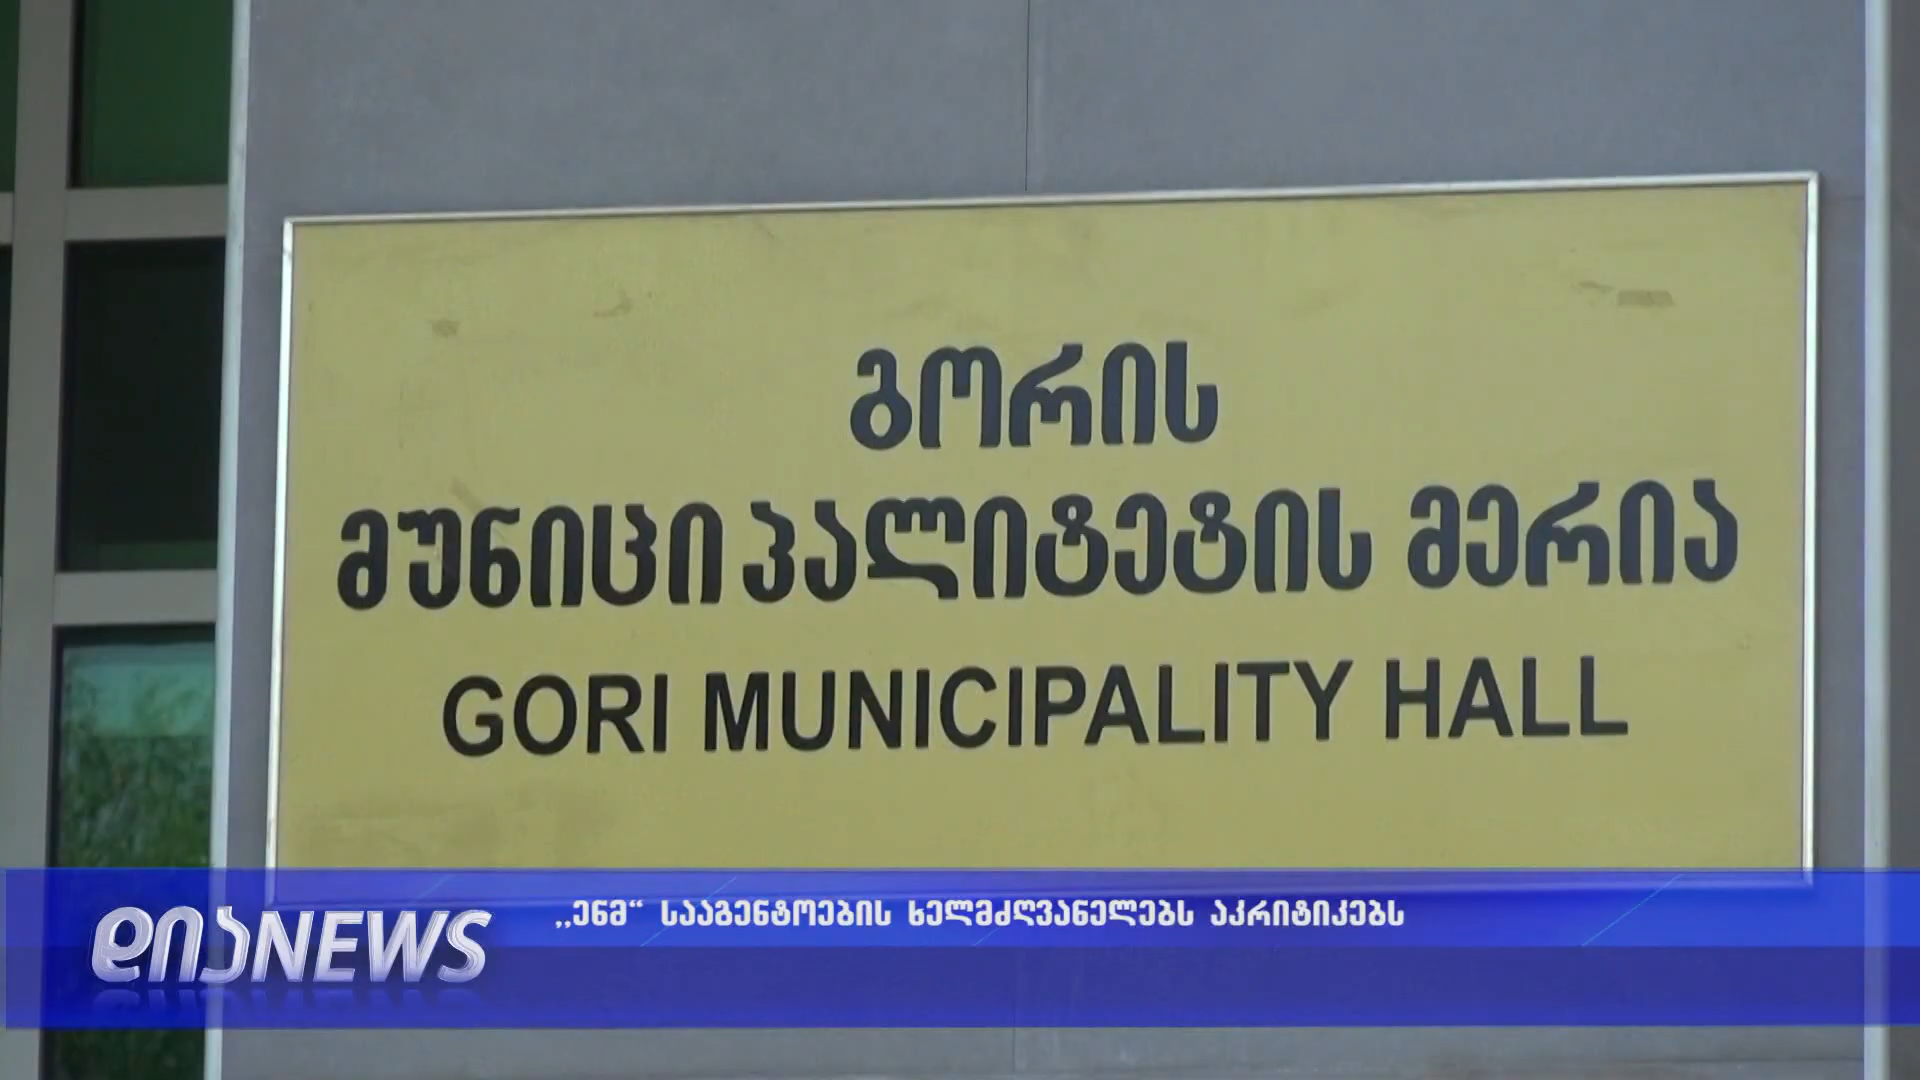 გორის
მუნიციპალიტეტის მერია
GORI MUNICIPALITY HALL
დიაNEWS
,,ენმ“ სააგენტოების ხელმძღვანელებს აკრიტიკებს